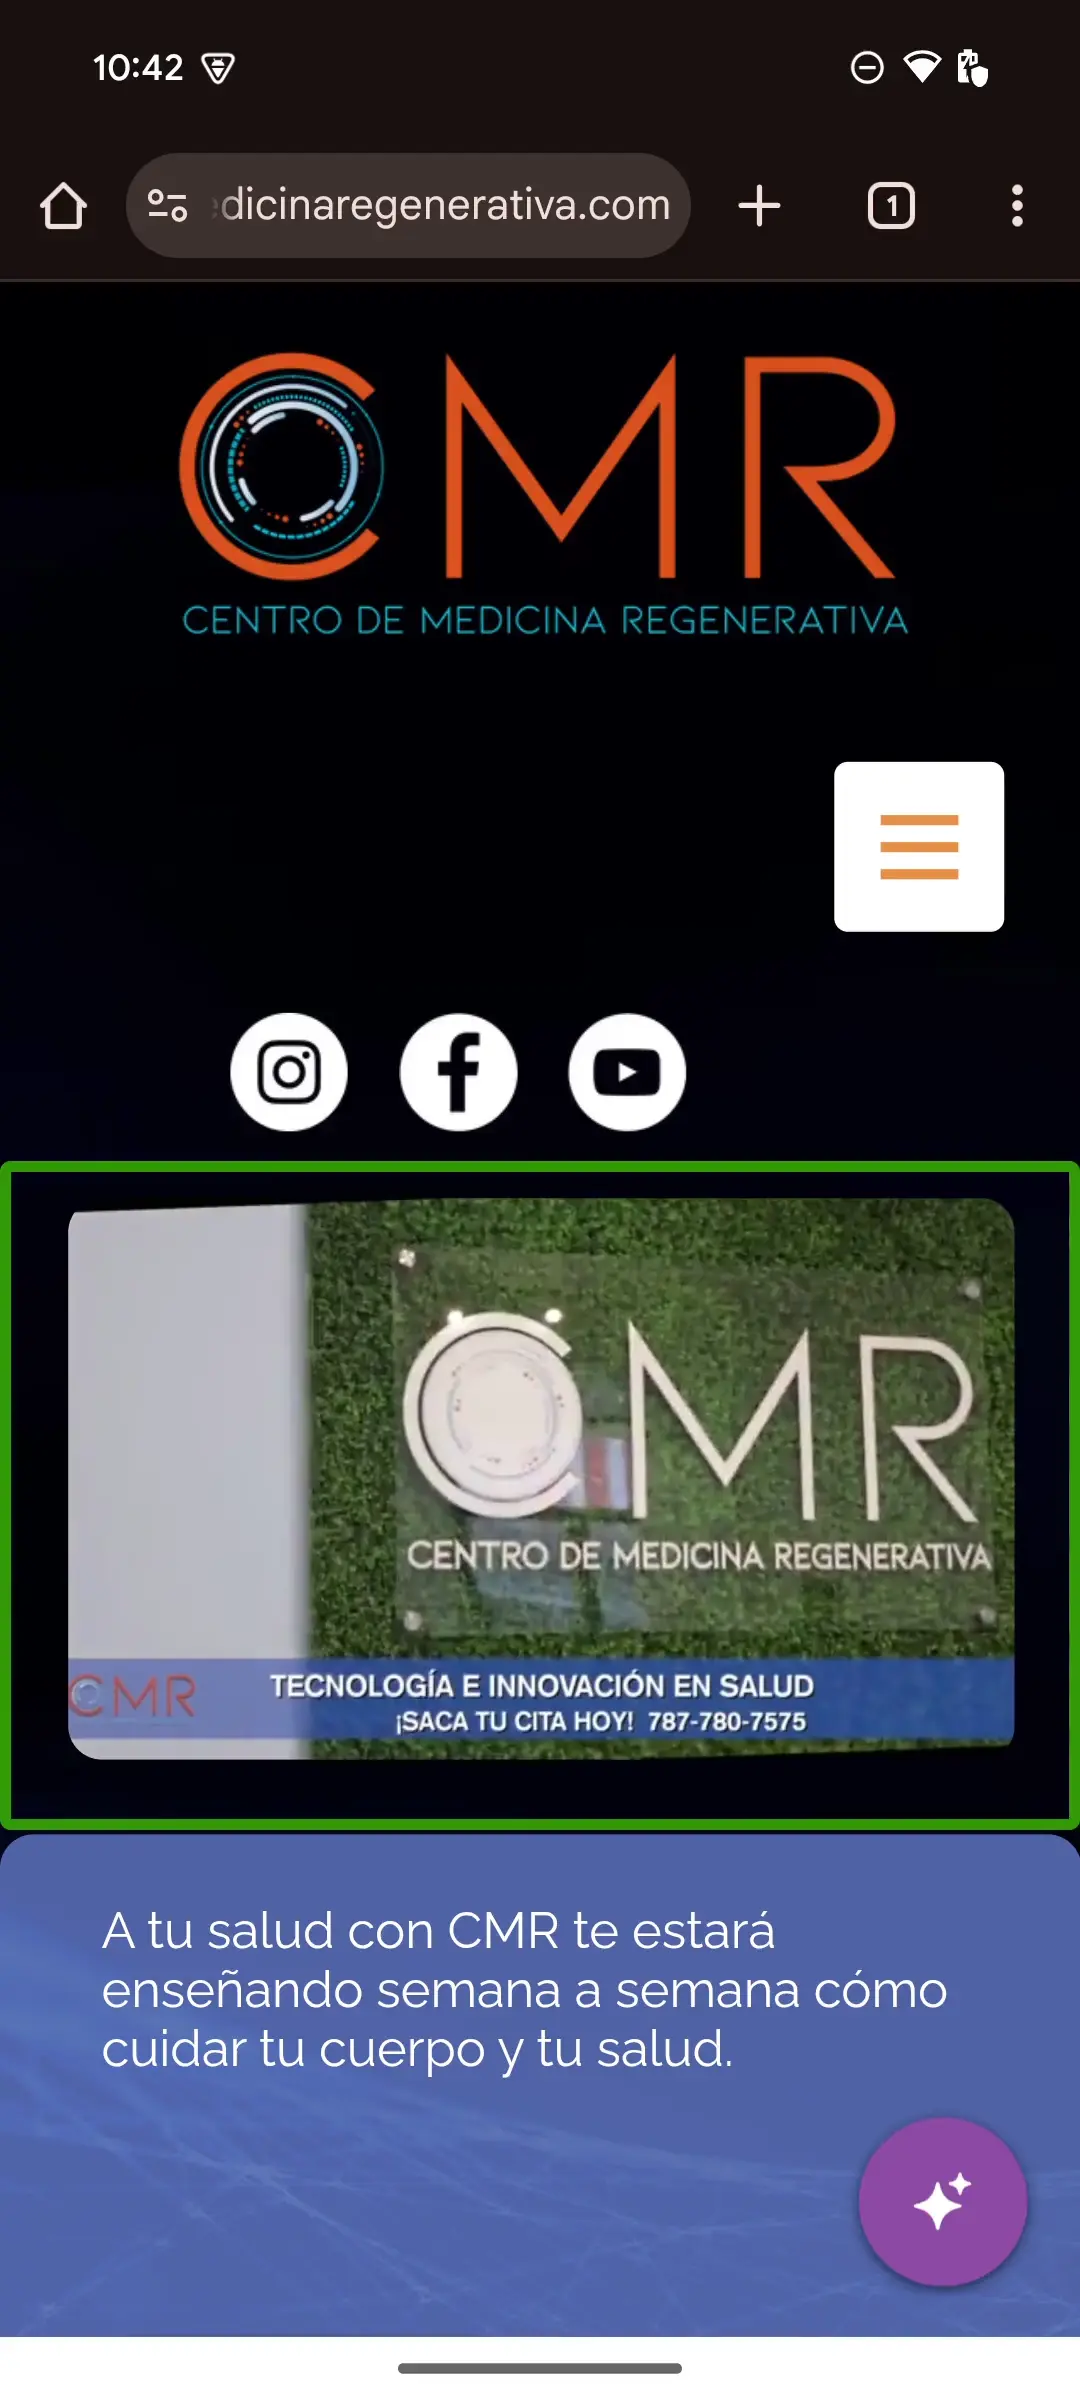 10:42
dicinaregenerativa.com
1
CMR
CENTRO DE MEDICINA REGENERATIVA
CMR
CENTRO DE MEDICINA REGENERATIVA
CMR
TECNOLOGÍA E INNOVACIÓN EN SALUD
¡SACA TU CITA HOY! 787-780-7575
A tu salud con CMR te estará
enseñando semana a semana cómo
cuidar tu cuerpo y tu salud.